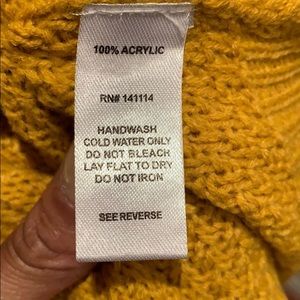 100% ACRYLIC
RN# 141114
HANDWASH
COLD WATER ONLY
DO NOT BLEACH
LAY FLAT TO DRY
DO NOT IRON
SEE REVERSE